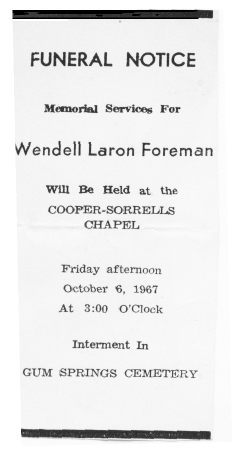 FUNERAL NOTICE
Memorial Services For
Wendell Laron Foreman
Will Be Held at the
COOPER-SORRELLS
CHAPEL
Friday afternoon
October 6, 1967
At 3:00 O'Clock
Interment In
GUM SPRINGS CEMETERY